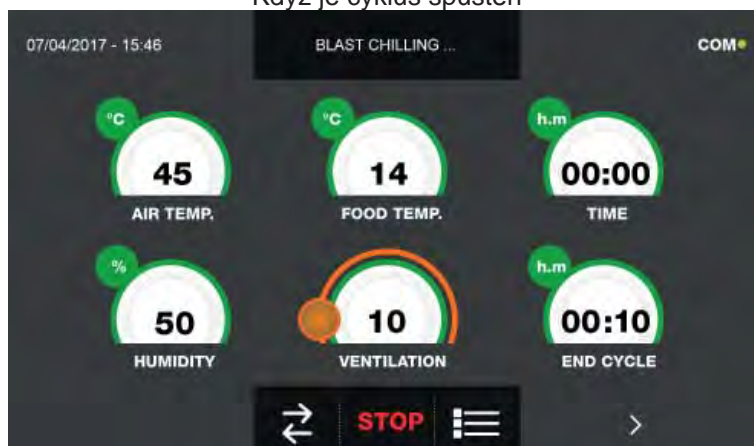 Když je cyklus spuštěn
07/04/2017 - 15:46
BLAST CHILLING ...
COM
°C
45
AIR TEMP.
°C
14
FOOD TEMP.
h.m
00:00
TIME
%
50
HUMIDITY
10
VENTILATION
h.m
00:10
END CYCLE
STOP